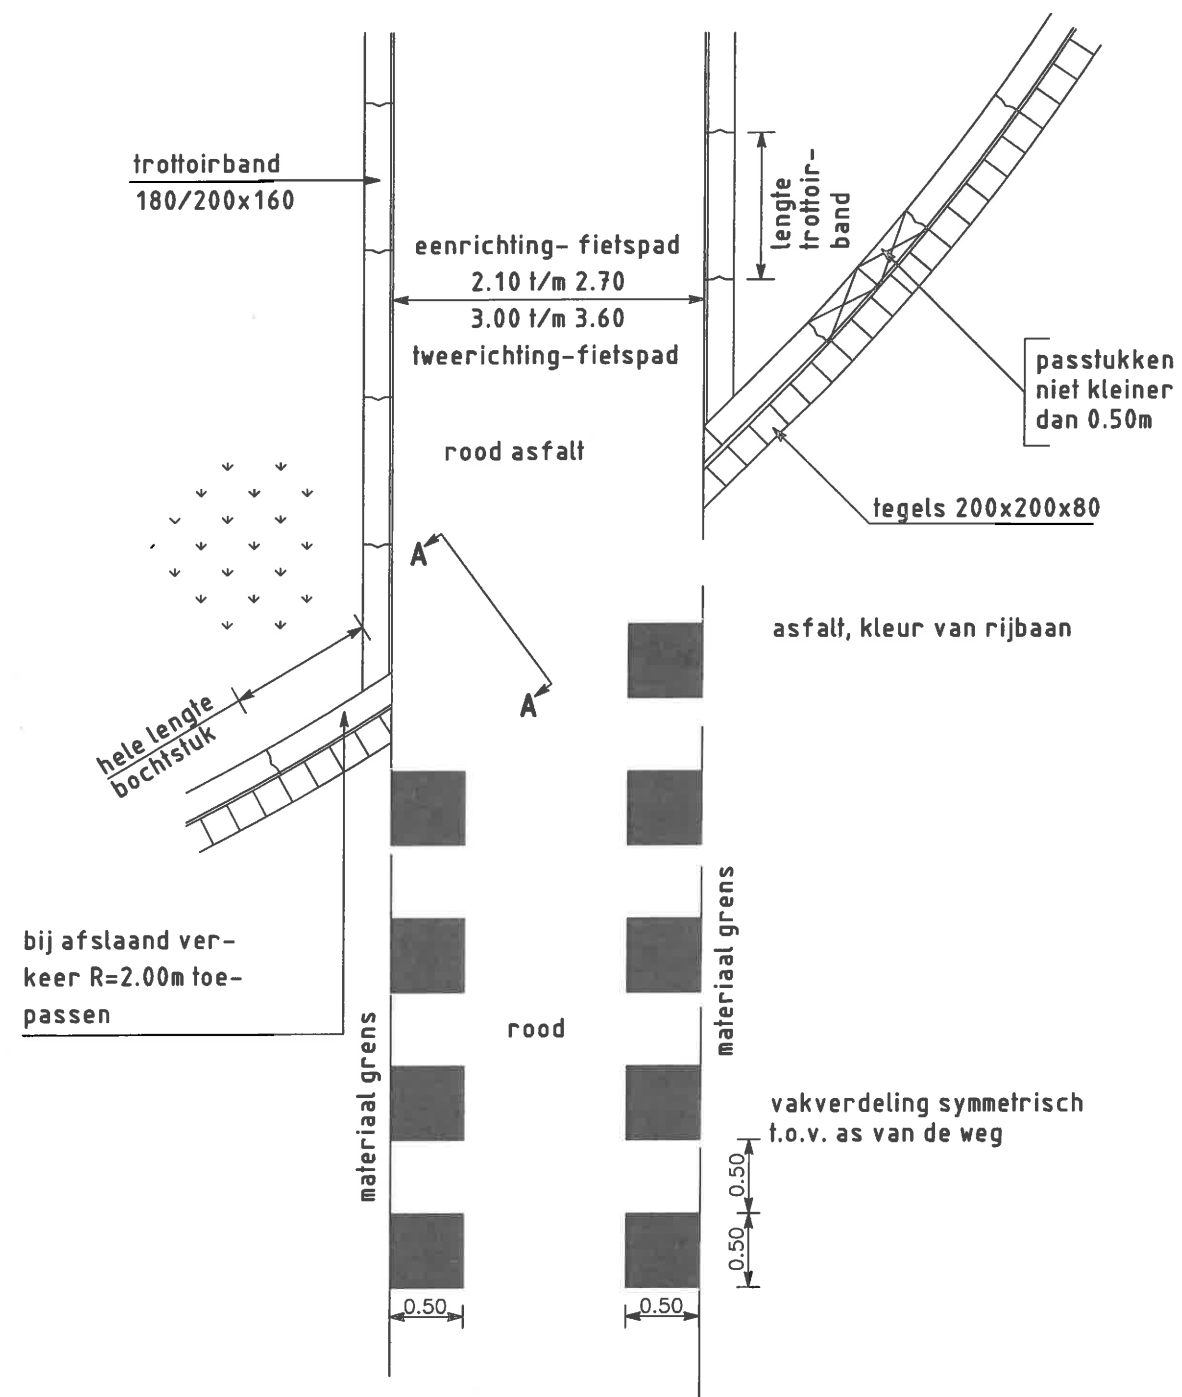 trottoirband
180/200x160
lengte
trottoir-
band
eenrichting- fietspad
2.10 t/m 2.70
3.00 t/m 3.60
tweerichting-fietspad
passtukken
niet kleiner
dan 0.50m
rood asfalt
tegels 200x200x80
A
asfalt, kleur van rijbaan
A
hele lengte
bochtstuk
bij afslaand ver-
keer R=2.00m toe-
passen
materiaal grens
materiaal grens
rood
vakverdeling symmetrisch
t.o.v. as van de weg
0.50
0.50
0.50
0.50